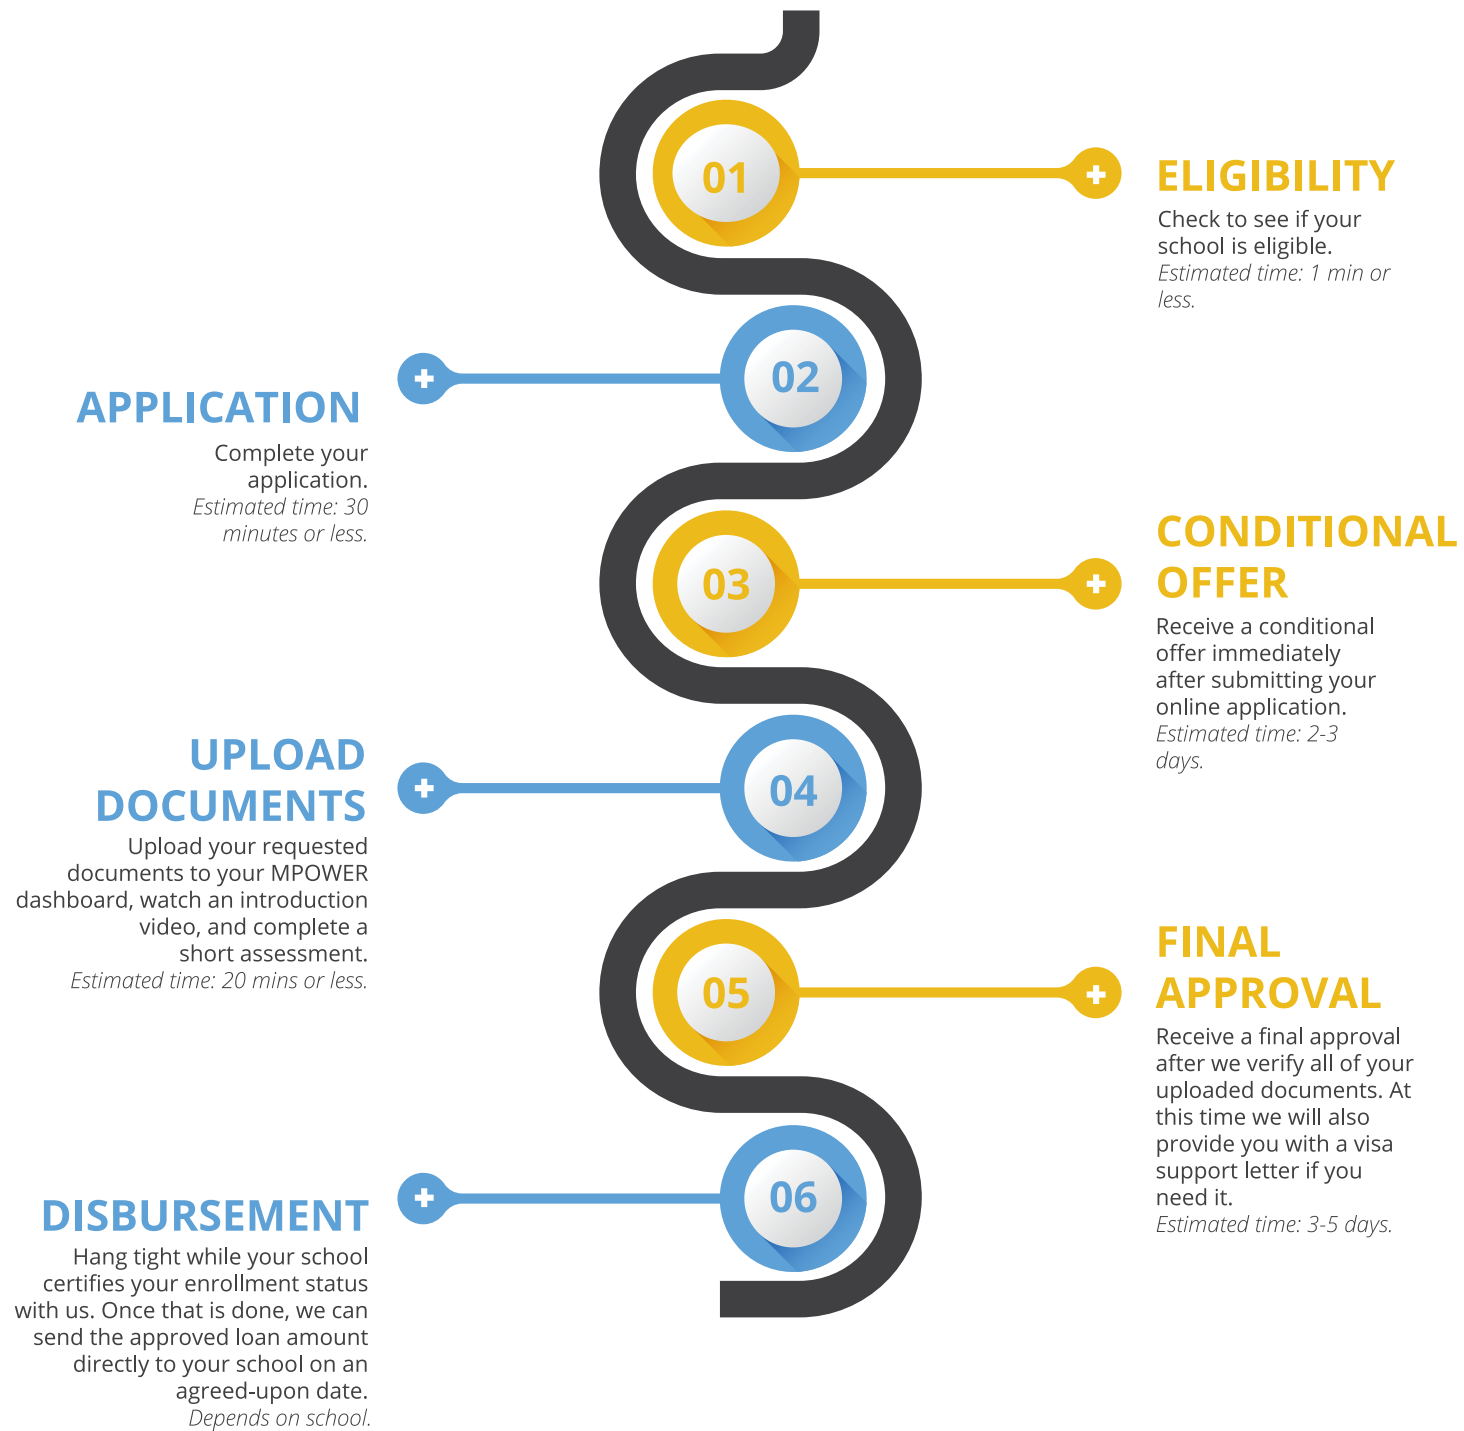 01
ELIGIBILITY
Check to see if your
school is eligible.
Estimated time: 1 min or
less.
02
APPLICATION
Complete your
application.
Estimated time: 30
minutes or less.
03
CONDITIONAL
OFFER
Receive a conditional
offer immediately
after submitting your
online application.
Estimated time: 2-3
days.
04
UPLOAD
DOCUMENTS
Upload your requested
documents to your MPOWER
dashboard, watch an introduction
video, and complete a
short assessment.
Estimated time: 20 mins or less.
05
FINAL
APPROVAL
Receive a final approval
after we verify all of your
uploaded documents. At
this time we will also
provide you with a visa
support letter if you
need it.
Estimated time: 3-5 days.
06
DISBURSEMENT
Hang tight while your school
certifies your enrollment status
with us. Once that is done, we can
send the approved loan amount
directly to your school on an
agreed-upon date.
Depends on school.